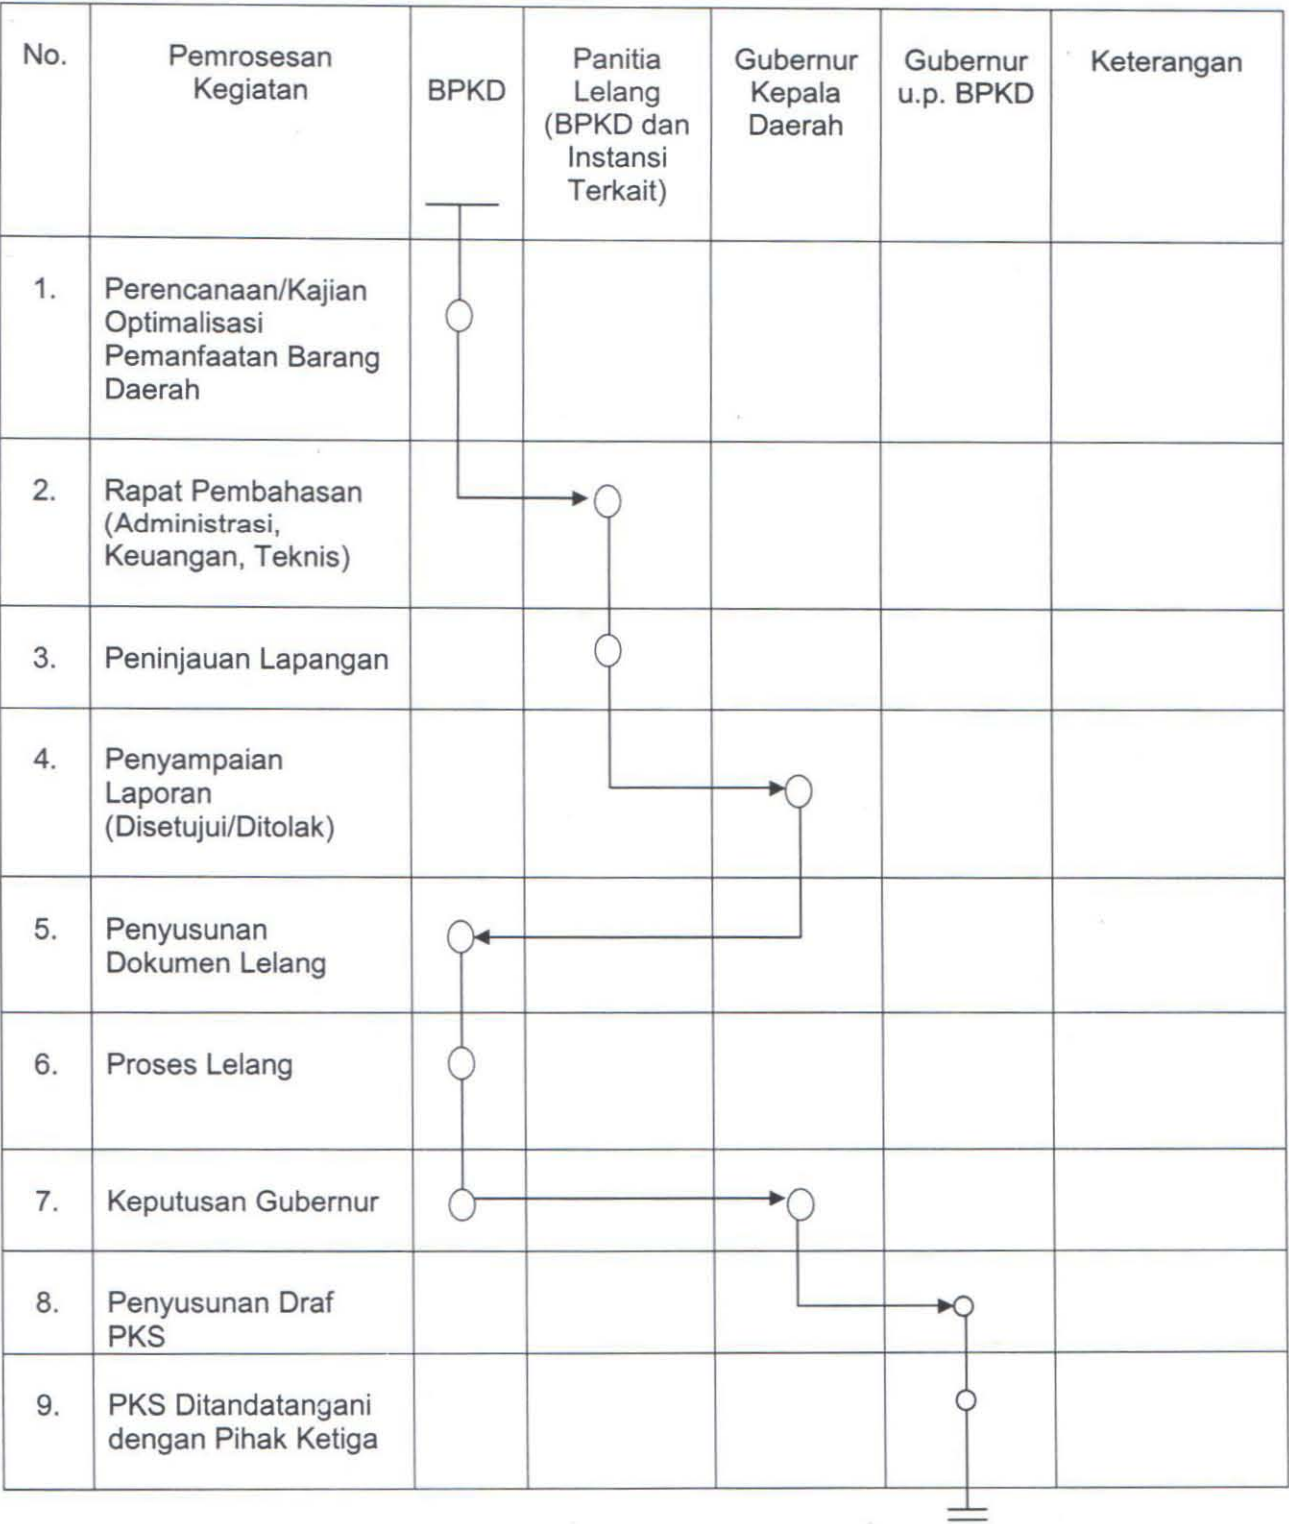 No.
Pemrosesan
Kegiatan
BPKD
Panitia
Lelang
(BPKD dan
Instansi
Terkait)
Gubernur
Kepala
Daerah
Gubernur
u.p. BPKD
Keterangan
1.
Perencanaan/Kajian
Optimalisasi
Pemanfaatan Barang
Daerah
2.
Rapat Pembahasan
(Administrasi,
Keuangan, Teknis)
3.
Peninjauan Lapangan
4.
Penyampaian
Laporan
(Disetujui/Ditolak)
5.
Penyusunan
Dokumen Lelang
6.
Proses Lelang
7.
Keputusan Gubernur
8.
Penyusunan Draf
PKS
9.
PKS Ditandatangani
dengan Pihak Ketiga